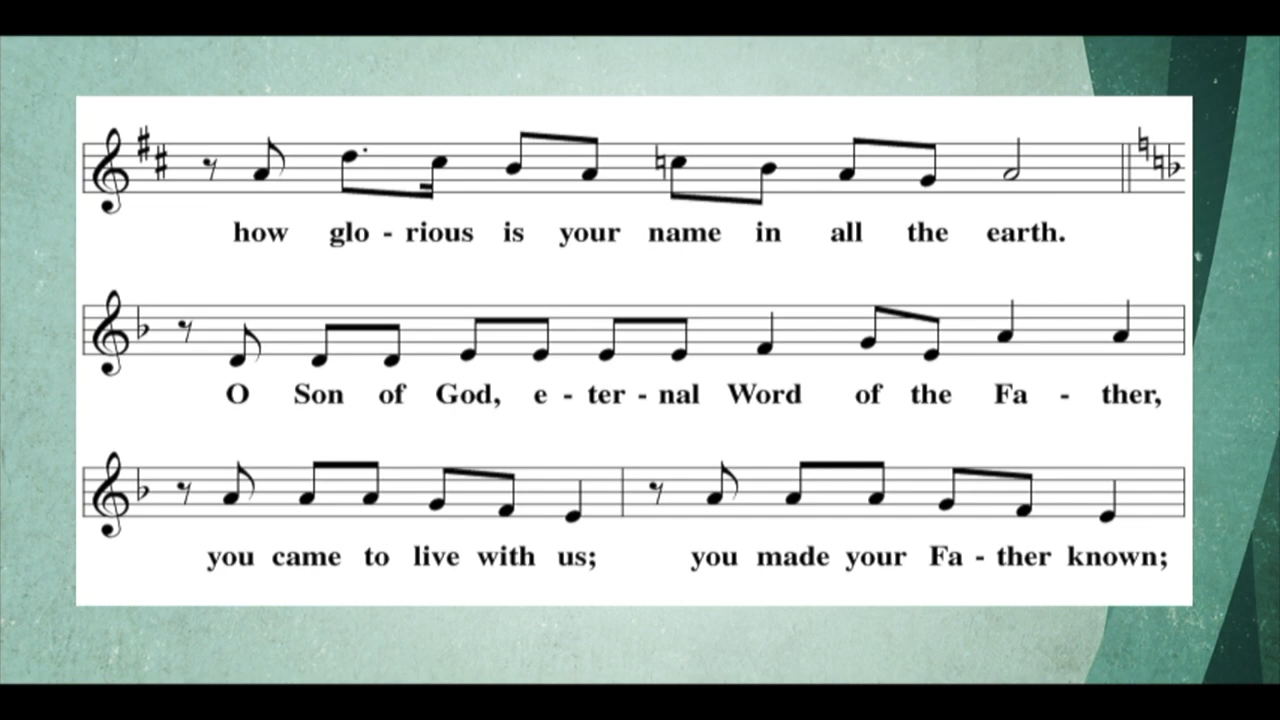 how glo - rious is your name in all the earth.
O Son of God, e - ter - nal Word of the Fa - ther,
you came to live with us; you made your Fa - ther known;